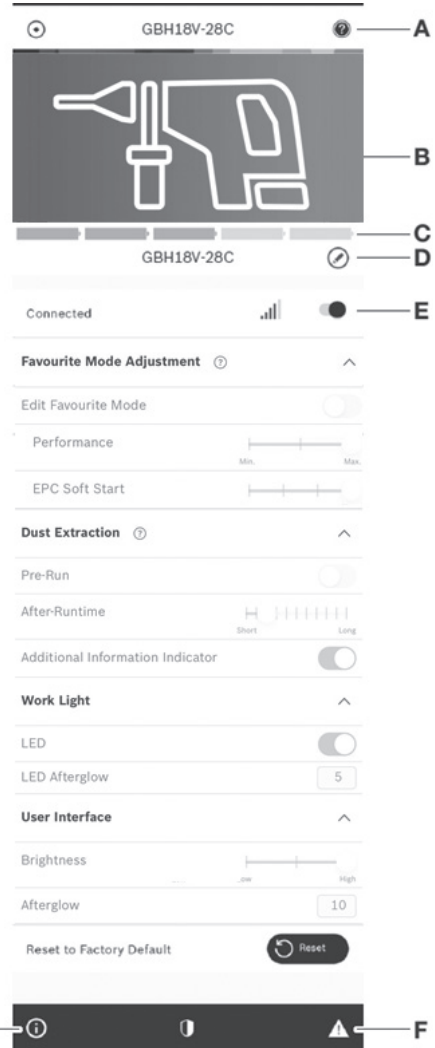 GBH18V-28C
A
B
C
GBH18V-28C
D
Connected
E
Favourite Mode Adjustment
Edit Favourite Mode
Performance
Min. Max.
EPC Soft Start
Dust Extraction
Pre-Run
After-Runtime
Short Long
Additional Information Indicator
Work Light
LED
LED Afterglow 5
User Interface
Brightness
High
Afterglow 10
Reset to Factory Default Reset
F